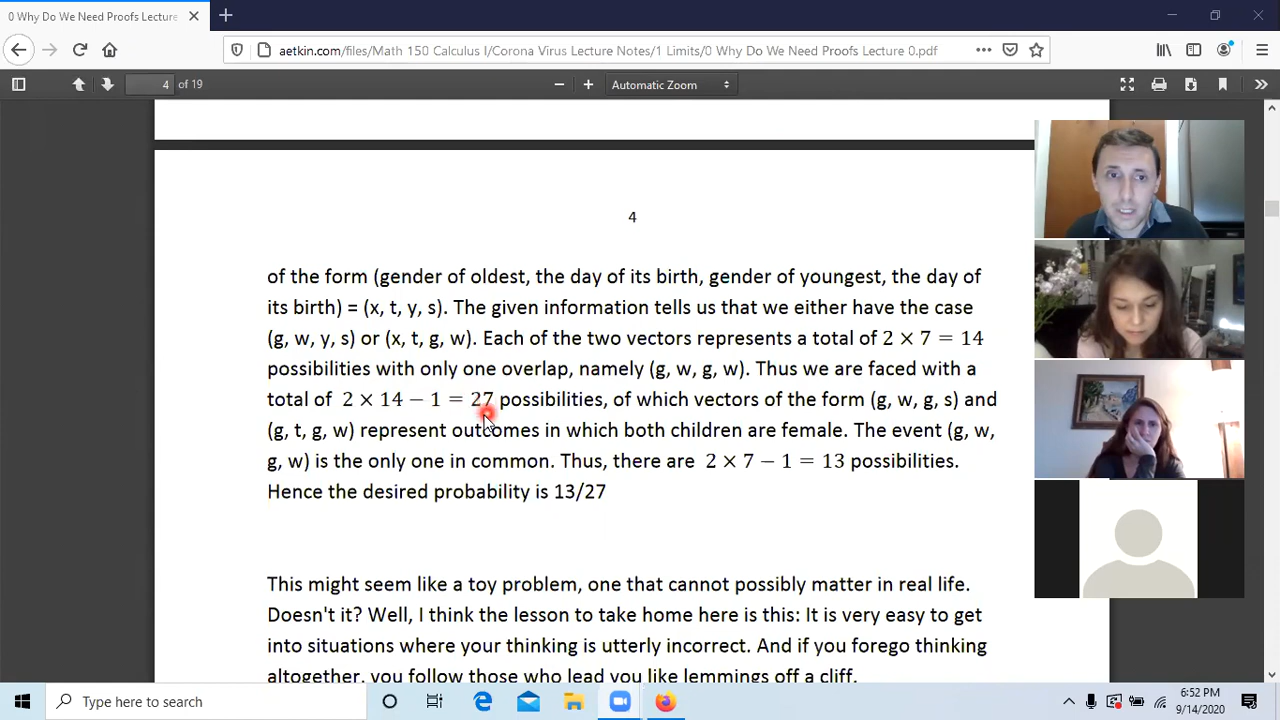 0 Why Do We Need Proofs Lecture
aetkin.com/files/Math 150 Calculus I/Corona Virus Lecture Notes/1 Limits/0 Why Do We Need Proofs Lecture 0.pdf
4 of 19
Automatic Zoom
4
of the form (gender of oldest, the day of its birth, gender of youngest, the day of
its birth) = (x, t, y, s). The given information tells us that we either have the case
(g, w, y, s) or (x, t, g, w). Each of the two vectors represents a total of 2 × 7 = 14
possibilities with only one overlap, namely (g, w, g, w). Thus we are faced with a
total of 2 × 14 − 1 = 27 possibilities, of which vectors of the form (g, w, g, s) and
(g, t, g, w) represent outcomes in which both children are female. The event (g, w,
g, w) is the only one in common. Thus, there are 2 × 7 − 1 = 13 possibilities.
Hence the desired probability is 13/27
This might seem like a toy problem, one that cannot possibly matter in real life.
Doesn't it? Well, I think the lesson to take home here is this: It is very easy to get
into situations where your thinking is utterly incorrect. And if you forego thinking
altogether, you follow those who lead you like lemmings off a cliff.
Type here to search
6:52 PM
9/14/2020